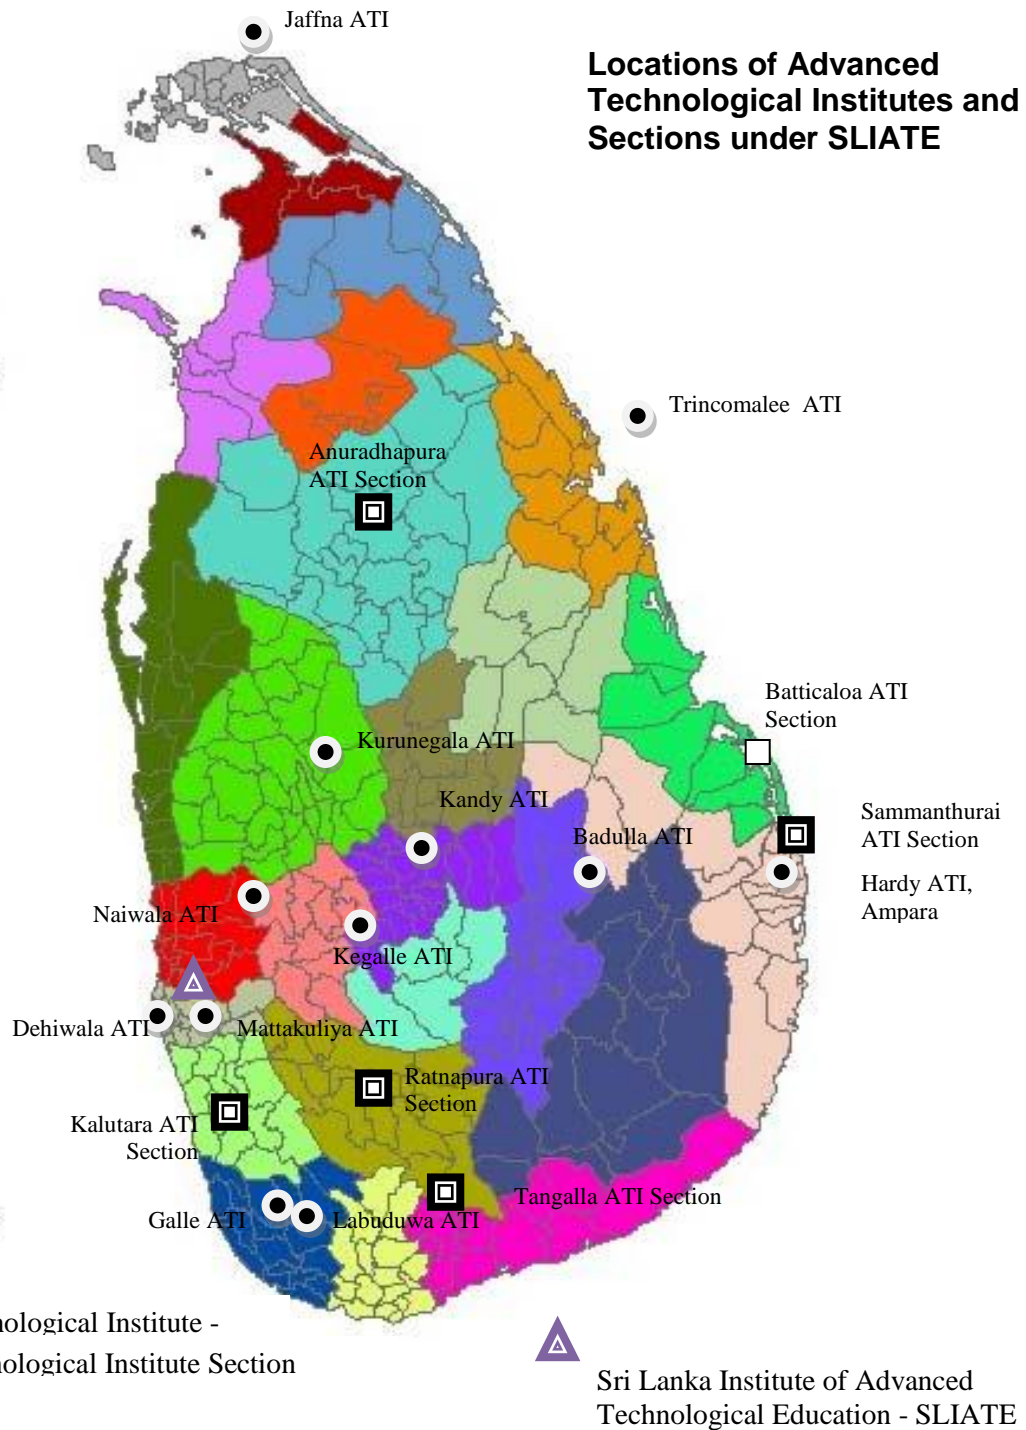 Jaffna ATI
Locations of Advanced
Technological Institutes and
Sections under SLIATE
Trincomalee ATI
Anuradhapura
ATI Section
Batticaloa ATI
Section
Kurunegala ATI
Kandy ATI
Sammanthurai
ATI Section
Badulla ATI
Hardy ATI,
Ampara
Naiwala ATI
Kegalle ATI
Dehiwala ATI
Mattakuliya ATI
Ratnapura ATI
Section
Kalutara ATI
Section
Tangalla ATI Section
Galle ATI
Labuduwa ATI
nological Institute -
nological Institute Section
Sri Lanka Institute of Advanced
Technological Education - SLIATE